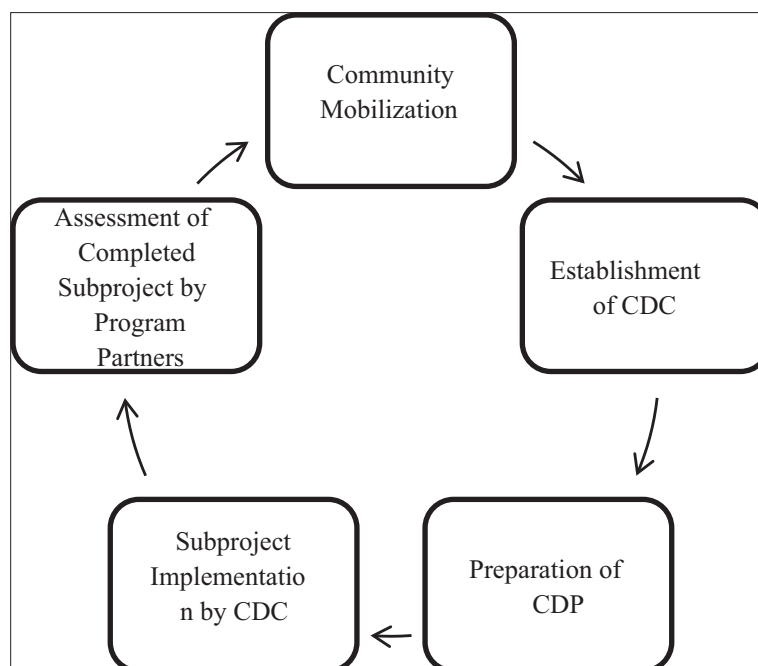 Community
Mobilization
Establishment
of CDC
Preparation of
CDP
Subproject
Implementatio
n by CDC
Assessment of
Completed
Subproject by
Program
Partners